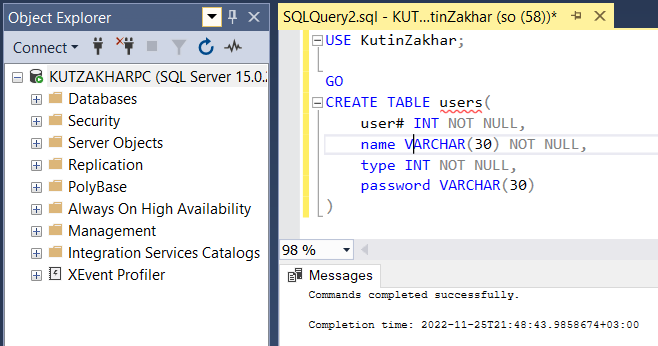 Object Explorer
Connect
KUTZAKHARPC (SQL Server 15.0.2
Databases
Security
Server Objects
Replication
PolyBase
Always On High Availability
Management
Integration Services Catalogs
XEvent Profiler
SQLQuery2.sql - KUT...tinZakhar (so (58))*
USE KutinZakhar;
GO
CREATE TABLE users(
user# INT NOT NULL,
name VARCHAR(30) NOT NULL,
type INT NOT NULL,
password VARCHAR(30)
)
98 %
Messages
Commands completed successfully.
Completion time: 2022-11-25T21:48:43.9858674+03:00